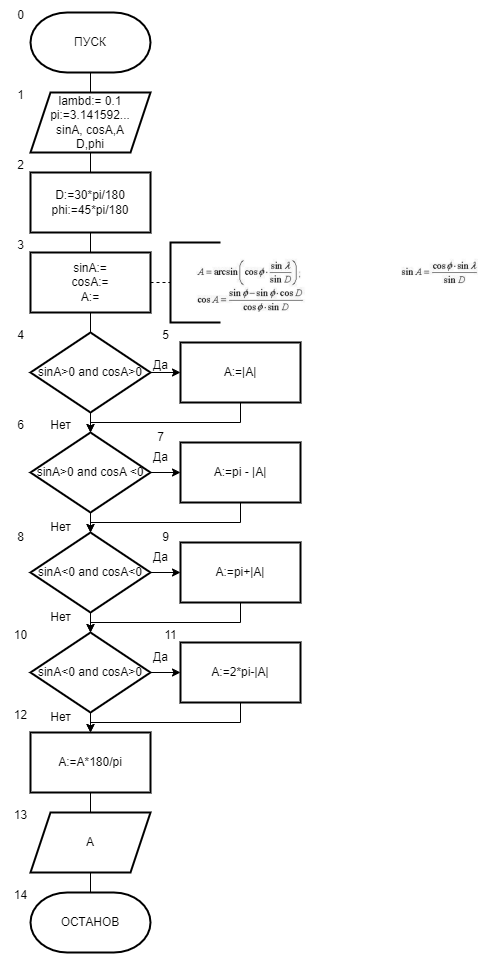 0
ПУСК
1
lambd:= 0.1
pi:=3.141592...
sinA, cosA,A
D,phi
2
D:=30*pi/180
phi:=45*pi/180
3
sinA:=
cosA:=
A:=
A = arcsin(cos ϕ · sin λ / sin D);
cos A = sin ϕ − sin ϕ · cos D / cos ϕ · sin D
sin A = cos ϕ · sin λ / sin D
4
sinA>0 and cosA>0
Да
5
A:=|A|
Нет
6
sinA>0 and cosA <0
Да
7
A:=pi - |A|
Нет
8
sinA<0 and cosA<0
Да
9
A:=pi+|A|
Нет
10
sinA<0 and cosA>0
Да
11
A:=2*pi-|A|
Нет
12
A:=A*180/pi
13
A
14
ОСТАНОВ